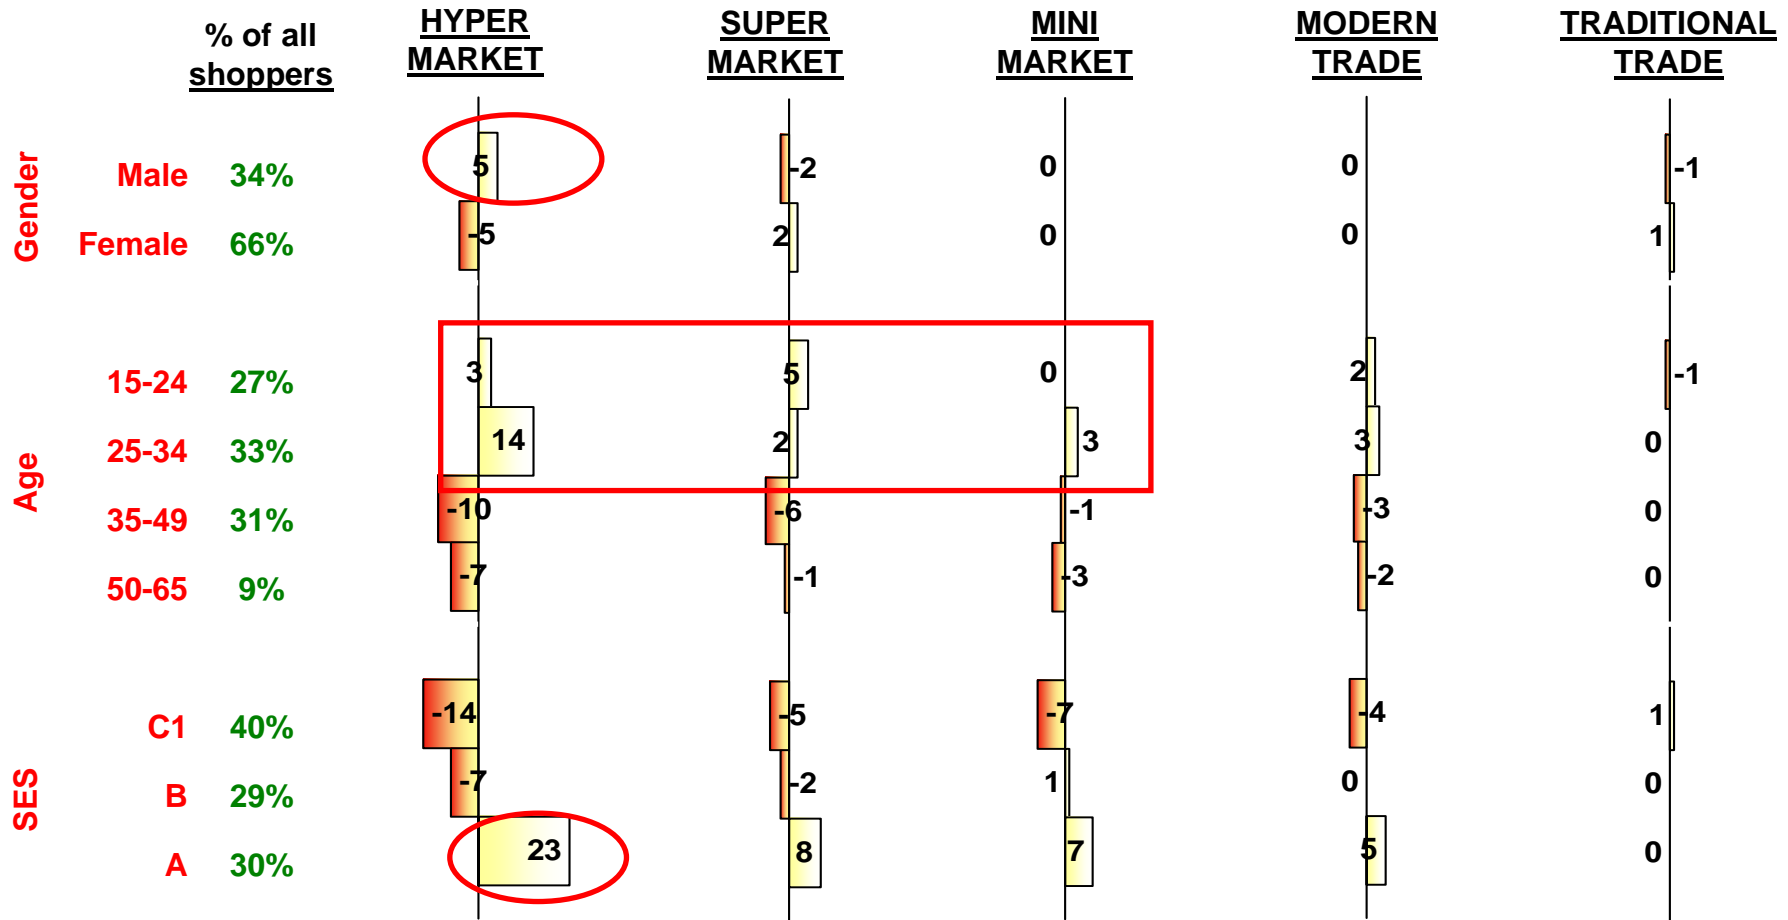 % of all
shoppers
HYPER
MARKET
SUPER
MARKET
MINI
MARKET
MODERN
TRADE
TRADITIONAL
TRADE
Gender
Male 34% 5 -2 0 0 -1
Female 66% -5 2 0 0 1
Age
15-24 27% 3 5 0 2 -1
25-34 33% 14 2 3 3 0
35-49 31% -10 -6 -1 -3 0
50-65 9% -7 -1 -3 -2 0
SES
C1 40% -14 -5 -7 -4 1
B 29% -7 -2 1 0 0
A 30% 23 8 7 5 0